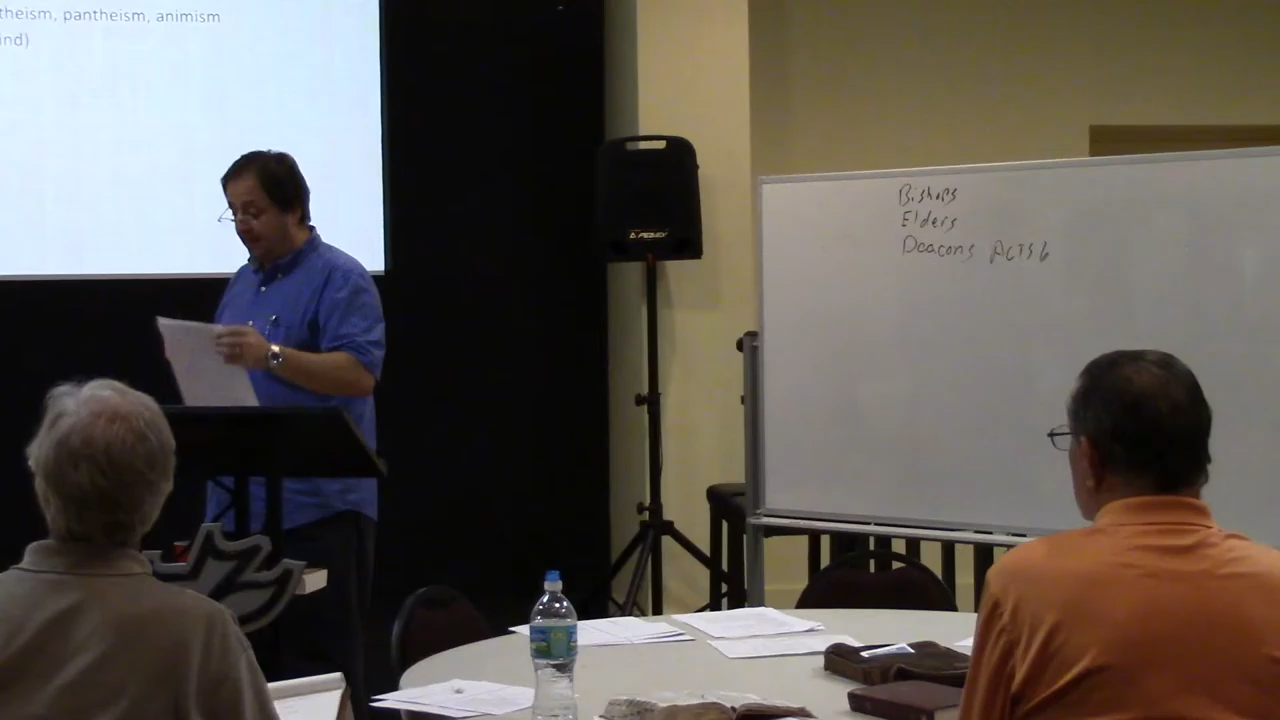 theism, pantheism, animism
ind)
Bishops
Elders
Deacons Acts 6
PEAVEY